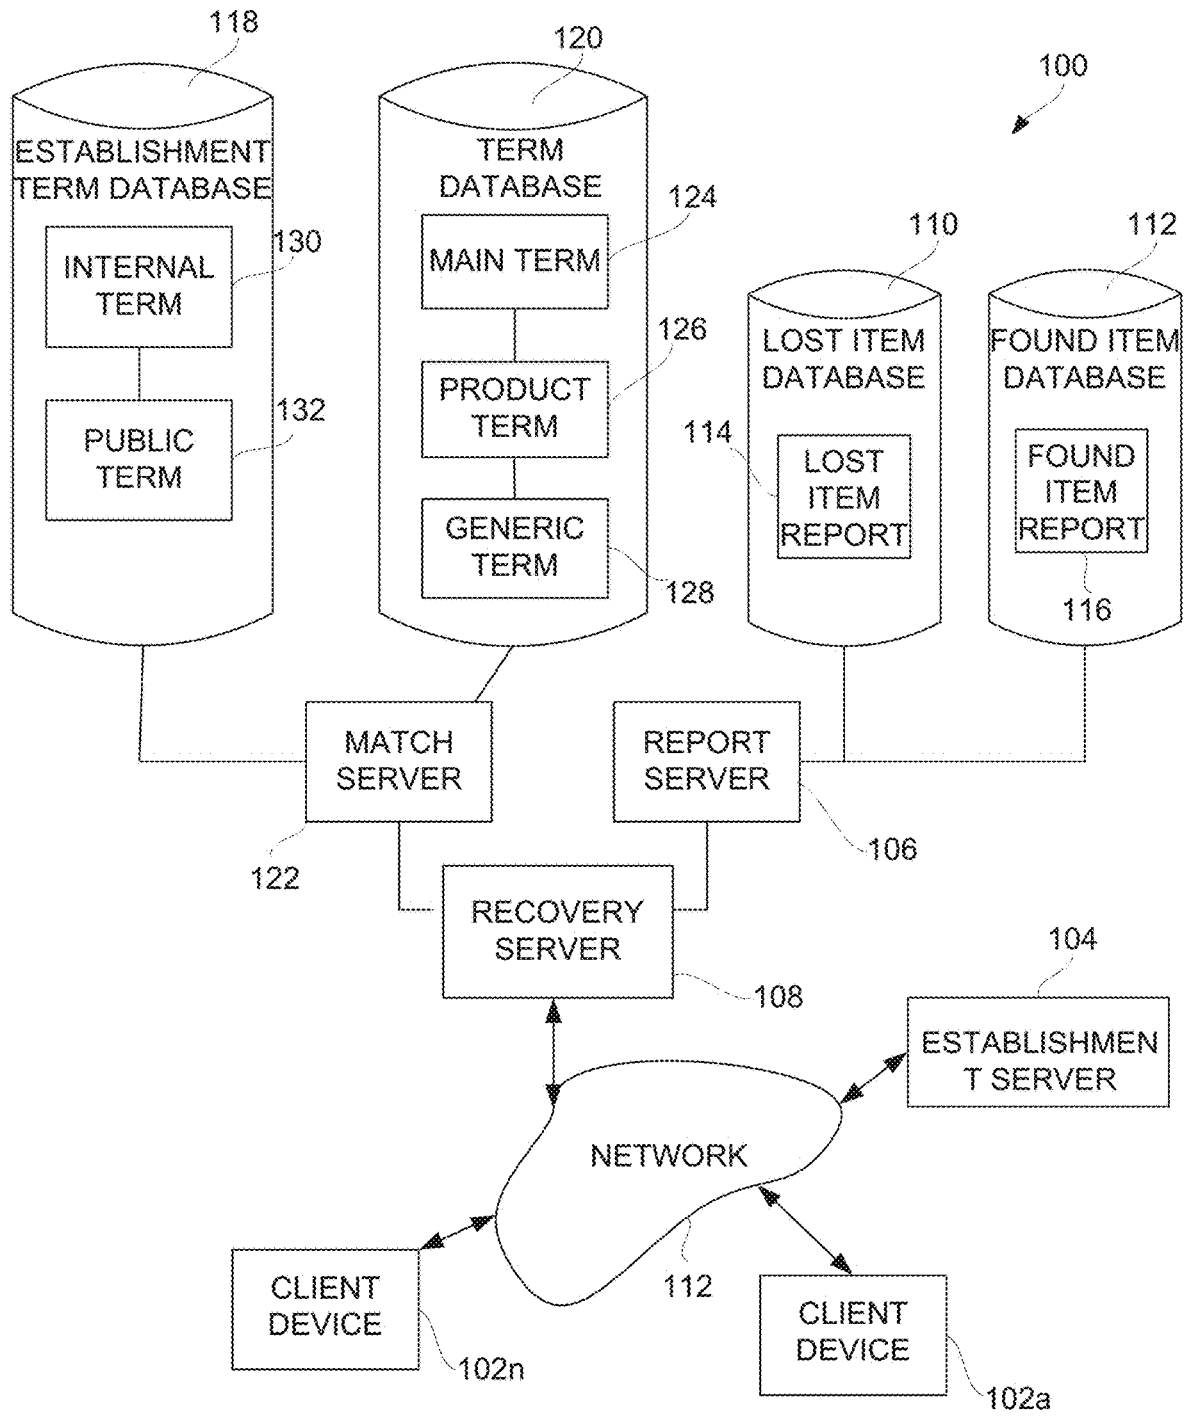 118
120
100
ESTABLISHMENT
TERM DATABASE
TERM
DATABASE
124
110
112
INTERNAL
TERM
130
MAIN TERM
126
LOST ITEM
DATABASE
FOUND ITEM
DATABASE
PRODUCT
TERM
132
PUBLIC
TERM
114
LOST
ITEM
REPORT
FOUND
ITEM
REPORT
GENERIC
TERM
128
116
MATCH
SERVER
REPORT
SERVER
122
106
RECOVERY
SERVER
108
104
ESTABLISHMEN
T SERVER
NETWORK
112
CLIENT
DEVICE
102n
CLIENT
DEVICE
102a